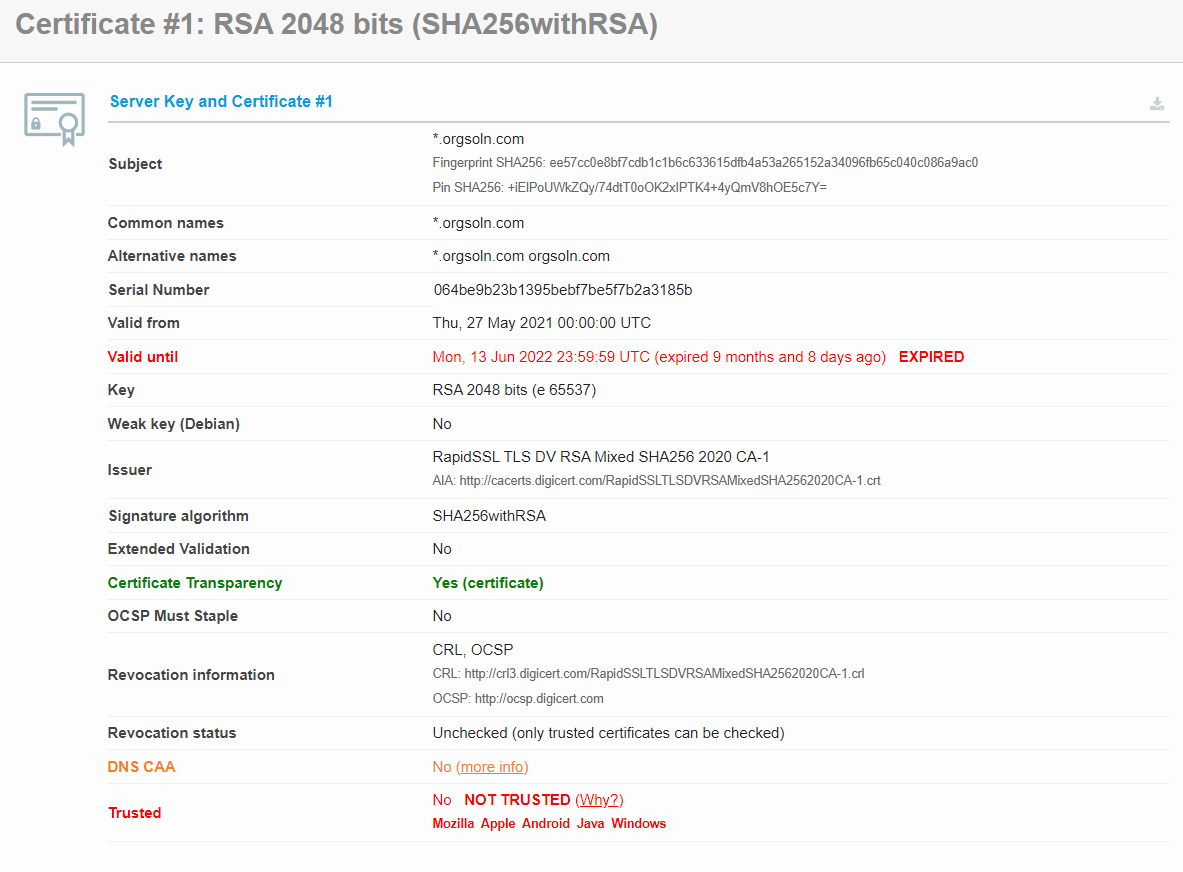 Certificate #1: RSA 2048 bits (SHA256withRSA)
Server Key and Certificate #1
Subject
*.orgsoln.com
Fingerprint SHA256: ee57cc0e8bf7cdb1c1b6c633615dfb4a53a265152a34096fb65c040c086a9ac0
Pin SHA256: +iEIPoUWkZQy/74dtT0oOK2xIPTK4+4yQmV8hOE5c7Y=
Common names *.orgsoln.com
Alternative names *.orgsoln.com orgsoln.com
Serial Number 064be9b23b1395bebf7be5f7b2a3185b
Valid from Thu, 27 May 2021 00:00:00 UTC
Valid until Mon, 13 Jun 2022 23:59:59 UTC (expired 9 months and 8 days ago) EXPIRED
Key RSA 2048 bits (e 65537)
Weak key (Debian) No
Issuer
RapidSSL TLS DV RSA Mixed SHA256 2020 CA-1
AIA: http://cacerts.digicert.com/RapidSSLTLSDVRSAMixedSHA2562020CA-1.crt
Signature algorithm SHA256withRSA
Extended Validation No
Certificate Transparency Yes (certificate)
OCSP Must Staple No
Revocation information
CRL, OCSP
CRL: http://crl3.digicert.com/RapidSSLTLSDVRSAMixedSHA2562020CA-1.crl
OCSP: http://ocsp.digicert.com
Revocation status Unchecked (only trusted certificates can be checked)
DNS CAA No (more info)
Trusted
No NOT TRUSTED (Why?)
Mozilla Apple Android Java Windows